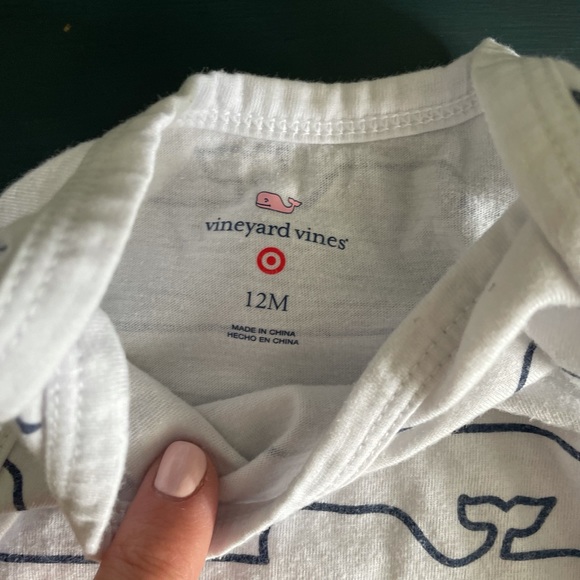 vineyard vines
12M
MADE IN CHINA
HECHO EN CHINA